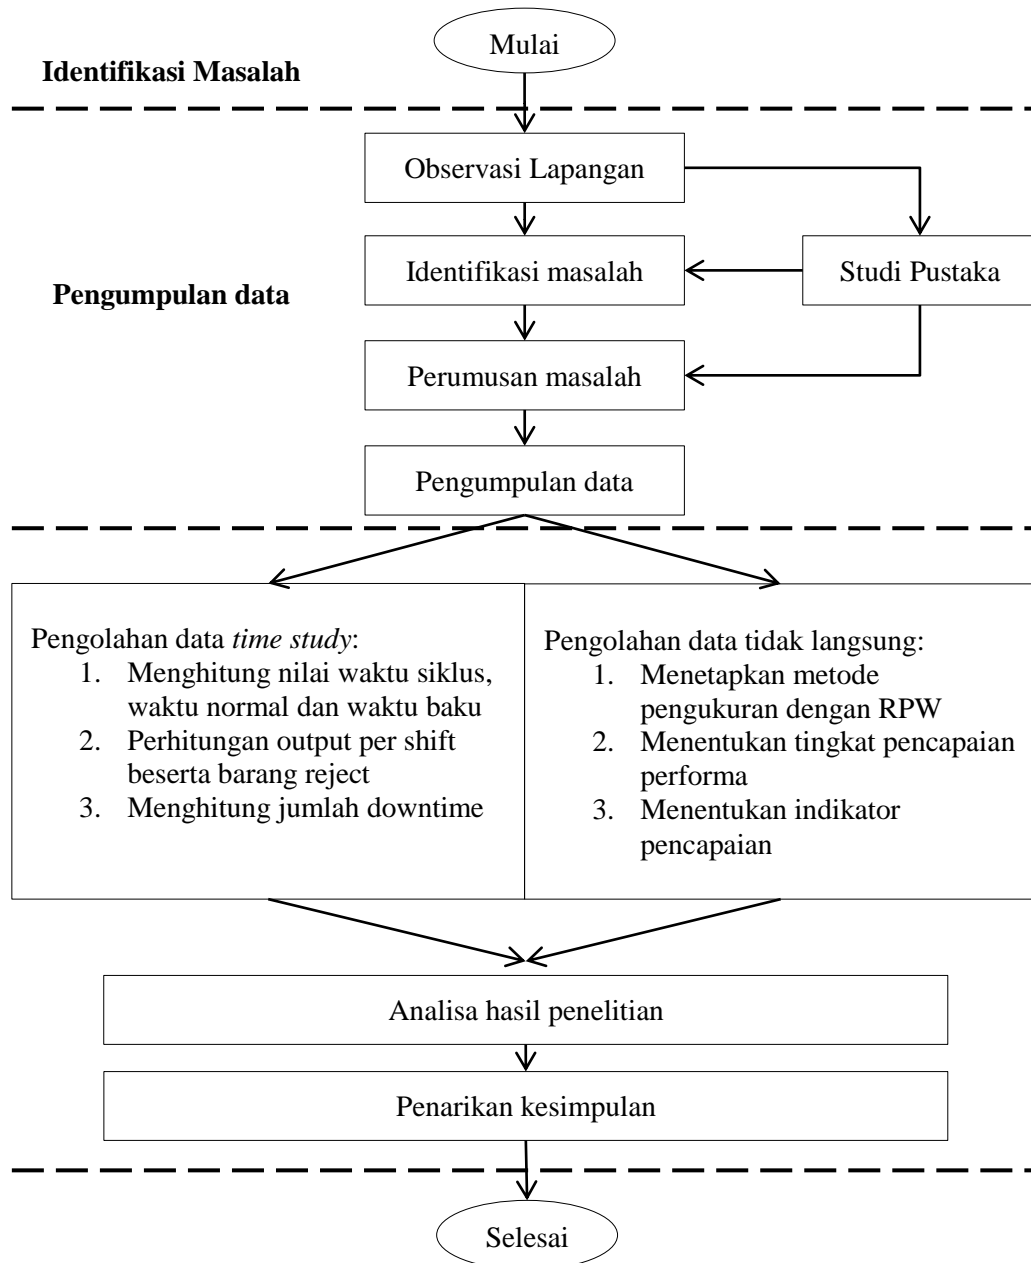 Mulai
Identifikasi Masalah
Observasi Lapangan
Identifikasi masalah
Studi Pustaka
Pengumpulan data
Perumusan masalah
Pengumpulan data
Pengolahan data time study:
1. Menghitung nilai waktu siklus,
waktu normal dan waktu baku
2. Perhitungan output per shift
beserta barang reject
3. Menghitung jumlah downtime
Pengolahan data tidak langsung:
1. Menetapkan metode
pengukuran dengan RPW
2. Menentukan tingkat pencapaian
performa
3. Menentukan indikator
pencapaian
Analisa hasil penelitian
Penarikan kesimpulan
Selesai